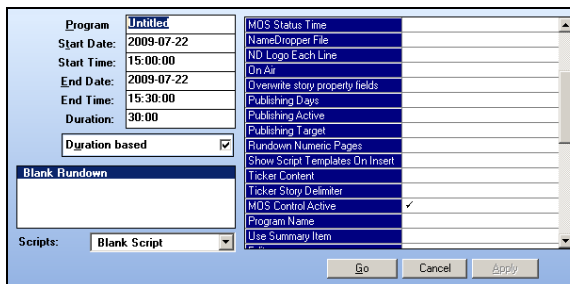 Program Untitled
Start Date: 2009-07-22
Start Time: 15:00:00
End Date: 2009-07-22
End Time: 15:30:00
Duration: 30:00
Duration based
Blank Rundown
Scripts: Blank Script
MOS Status Time
NameDropper File
ND Logo Each Line
On Air
Overwrite story property fields
Publishing Days
Publishing Active
Publishing Target
Rundown Numeric Pages
Show Script Templates On Insert
Ticker Content
Ticker Story Delimiter
MOS Control Active
Program Name
Use Summary Item
Go Cancel Apply